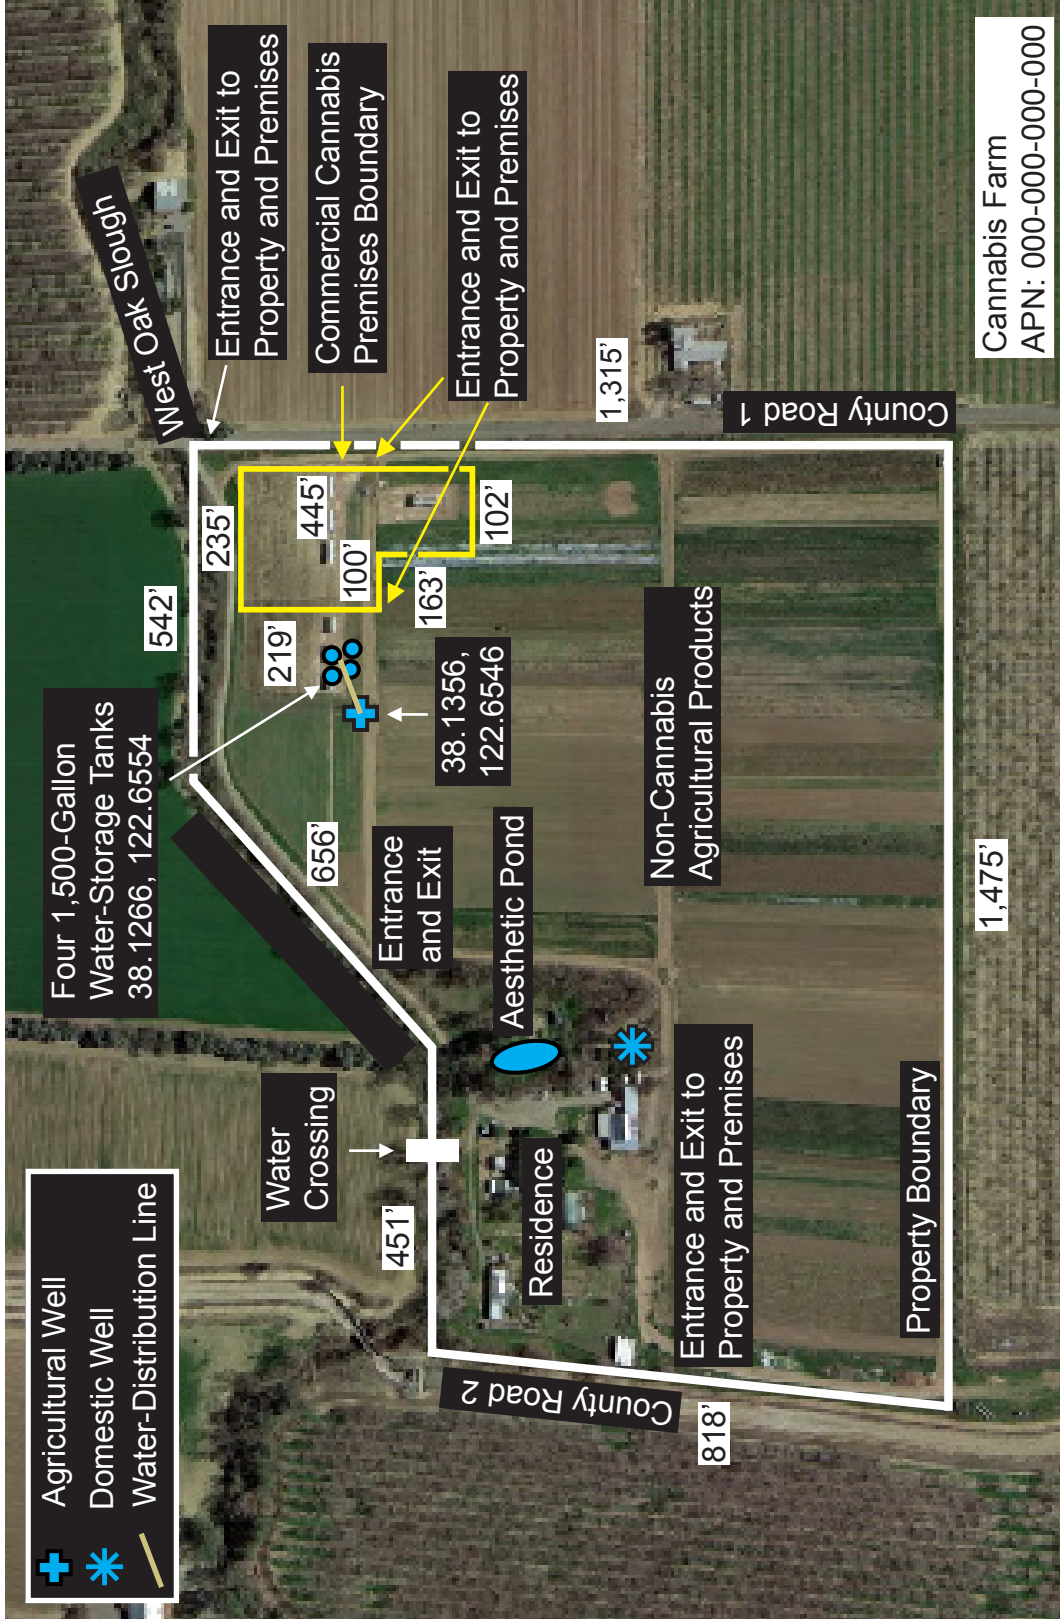 Agricultural Well
Domestic Well
Water-Distribution Line
Four 1,500-Gallon
Water-Storage Tanks
38.1266, 122.6554
West Oak Slough
Entrance and Exit to
Property and Premises
Commercial Cannabis
Premises Boundary
Entrance and Exit to
Property and Premises
542’
235’
445’
219’
100’
163’
102’
656’
1,315’
Water
Crossing
451’
Entrance
and Exit
38.1356,
122.6546
Aesthetic Pond
Residence
County Road 2
818’
Non-Cannabis
Agricultural Products
Entrance and Exit to
Property and Premises
County Road 1
Property Boundary
1,475’
Cannabis Farm
APN: 000-000-000-000